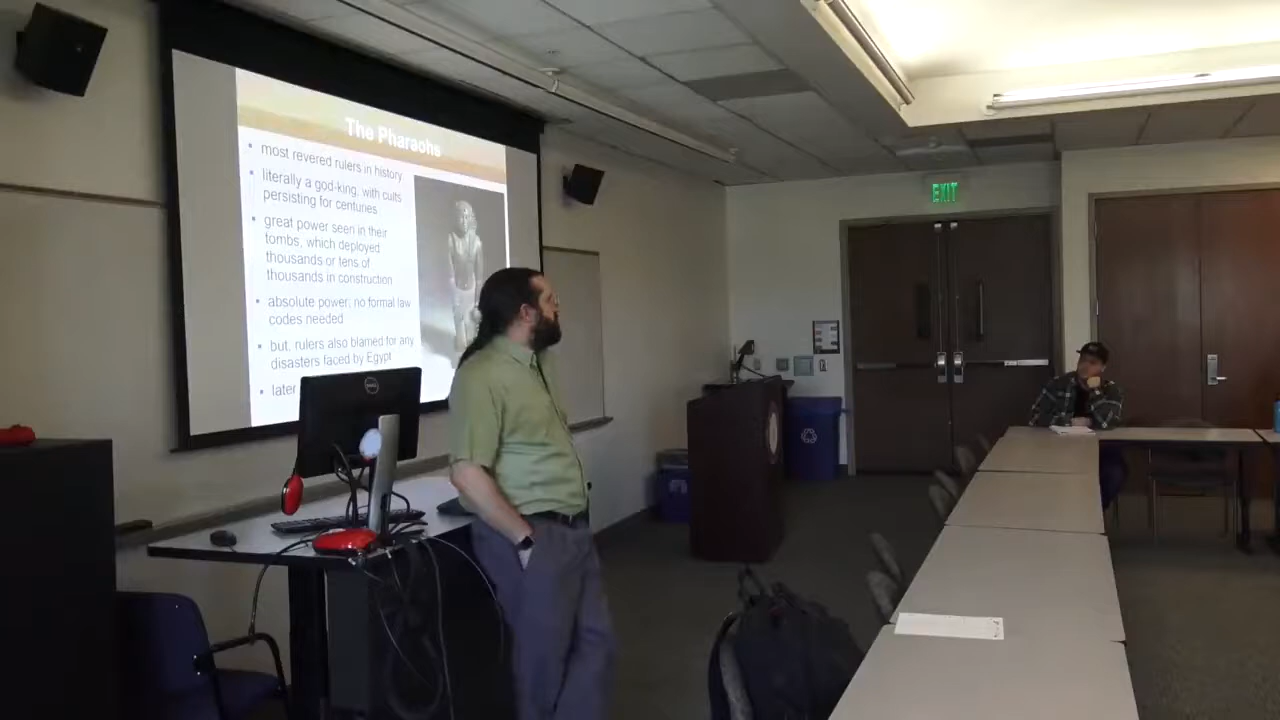 The Pharaohs
• most revered rulers in history
• literally a god-king, with cults
persisting for centuries
• great power seen in their
tombs, which deployed
thousands or tens of
thousands in construction
• absolute power; no formal law
codes needed
• but, rulers also blamed for any
disasters faced by Egypt
• later
EXIT
DELL